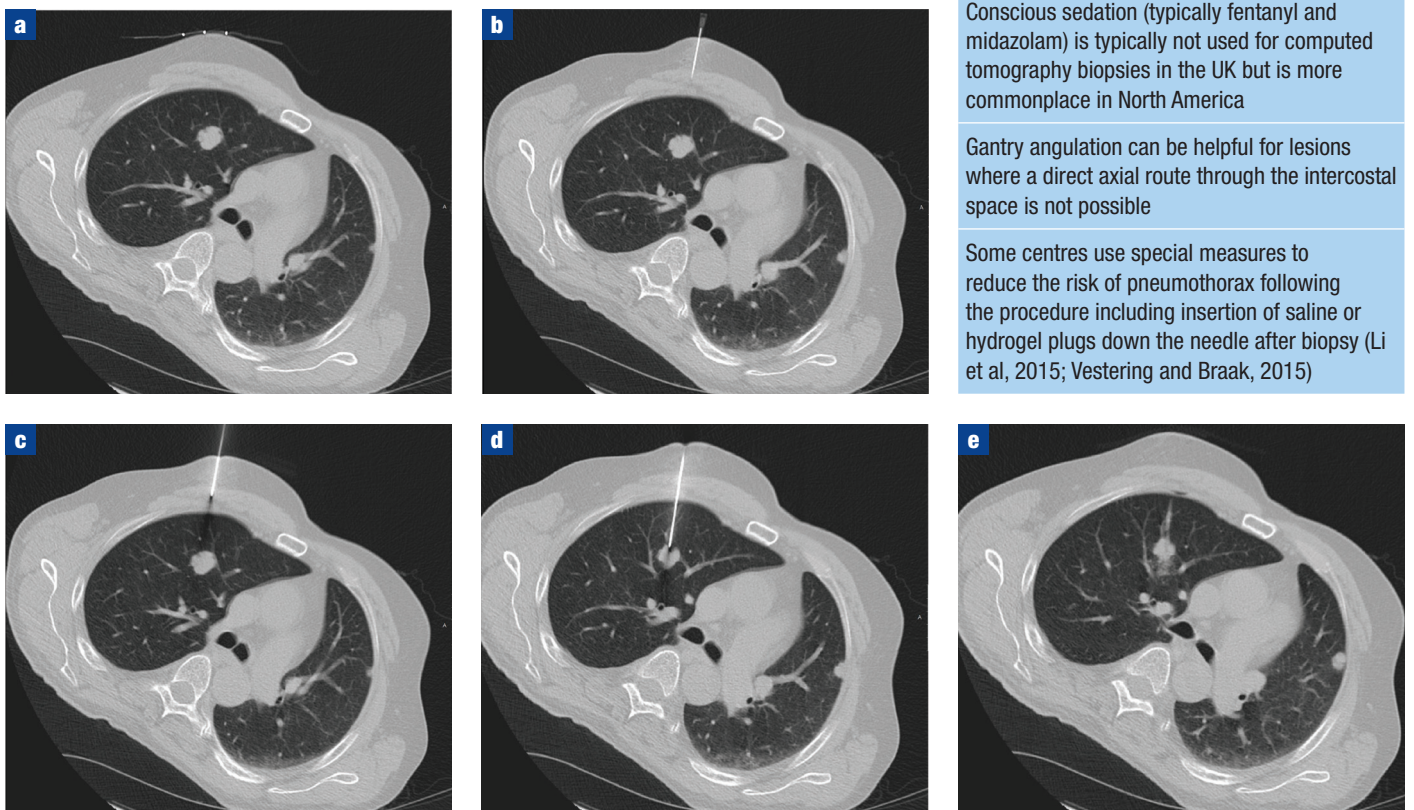 a
b
Conscious sedation (typically fentanyl and
midazolam) is typically not used for computed
tomography biopsies in the UK but is more
commonplace in North America
Gantry angulation can be helpful for lesions
where a direct axial route through the intercostal
space is not possible
Some centres use special measures to
reduce the risk of pneumothorax following
the procedure including insertion of saline or
hydrogel plugs down the needle after biopsy (Li
et al, 2015; Vestering and Braak, 2015)
A
A
c
d
e
A
A